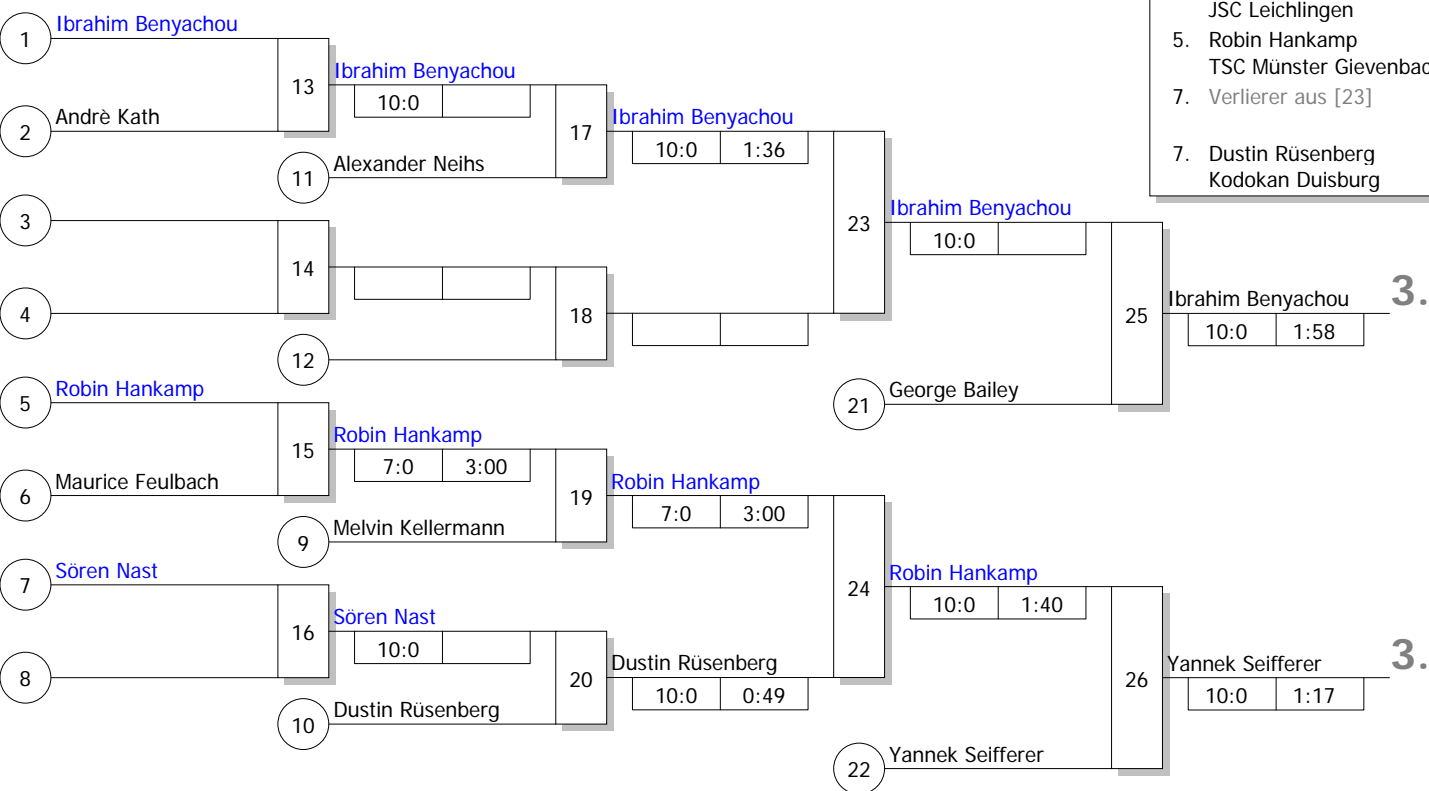 JSC Leichlingen
5. Robin Hankamp
TSC Münster Gievenbac
7. Verlierer aus [23]
7. Dustin Rüsenberg
Kodokan Duisburg
1 Ibrahim Benyachou
2 Andrè Kath
13 Ibrahim Benyachou
10:0
11 Alexander Neihs
17 Ibrahim Benyachou
10:0 1:36
3
4
14
12
18
23 Ibrahim Benyachou
10:0
21 George Bailey
25 Ibrahim Benyachou 3.
10:0 1:58
5 Robin Hankamp
6 Maurice Feulbach
15 Robin Hankamp
7:0 3:00
9 Melvin Kellermann
19 Robin Hankamp
7:0 3:00
7 Sören Nast
8
16 Sören Nast
10:0
10 Dustin Rüsenberg
20 Dustin Rüsenberg
10:0 0:49
24 Robin Hankamp
10:0 1:40
22 Yannek Seifferer
26 Yannek Seifferer 3.
10:0 1:17